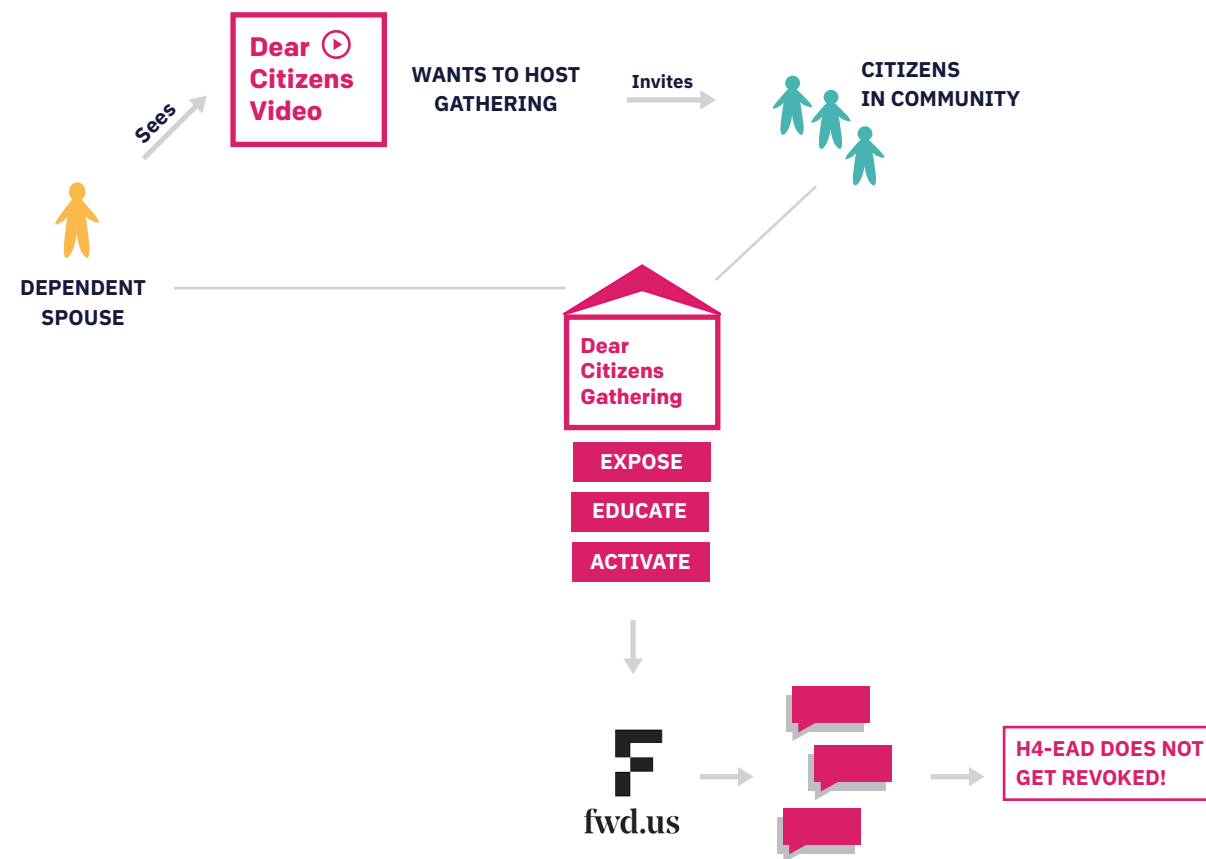 Dear
Citizens
Video
WANTS TO HOST
GATHERING
Invites
CITIZENS
IN COMMUNITY
Sees
DEPENDENT
SPOUSE
Dear
Citizens
Gathering
EXPOSE
EDUCATE
ACTIVATE
F
fwd.us
H4-EAD DOES NOT
GET REVOKED!